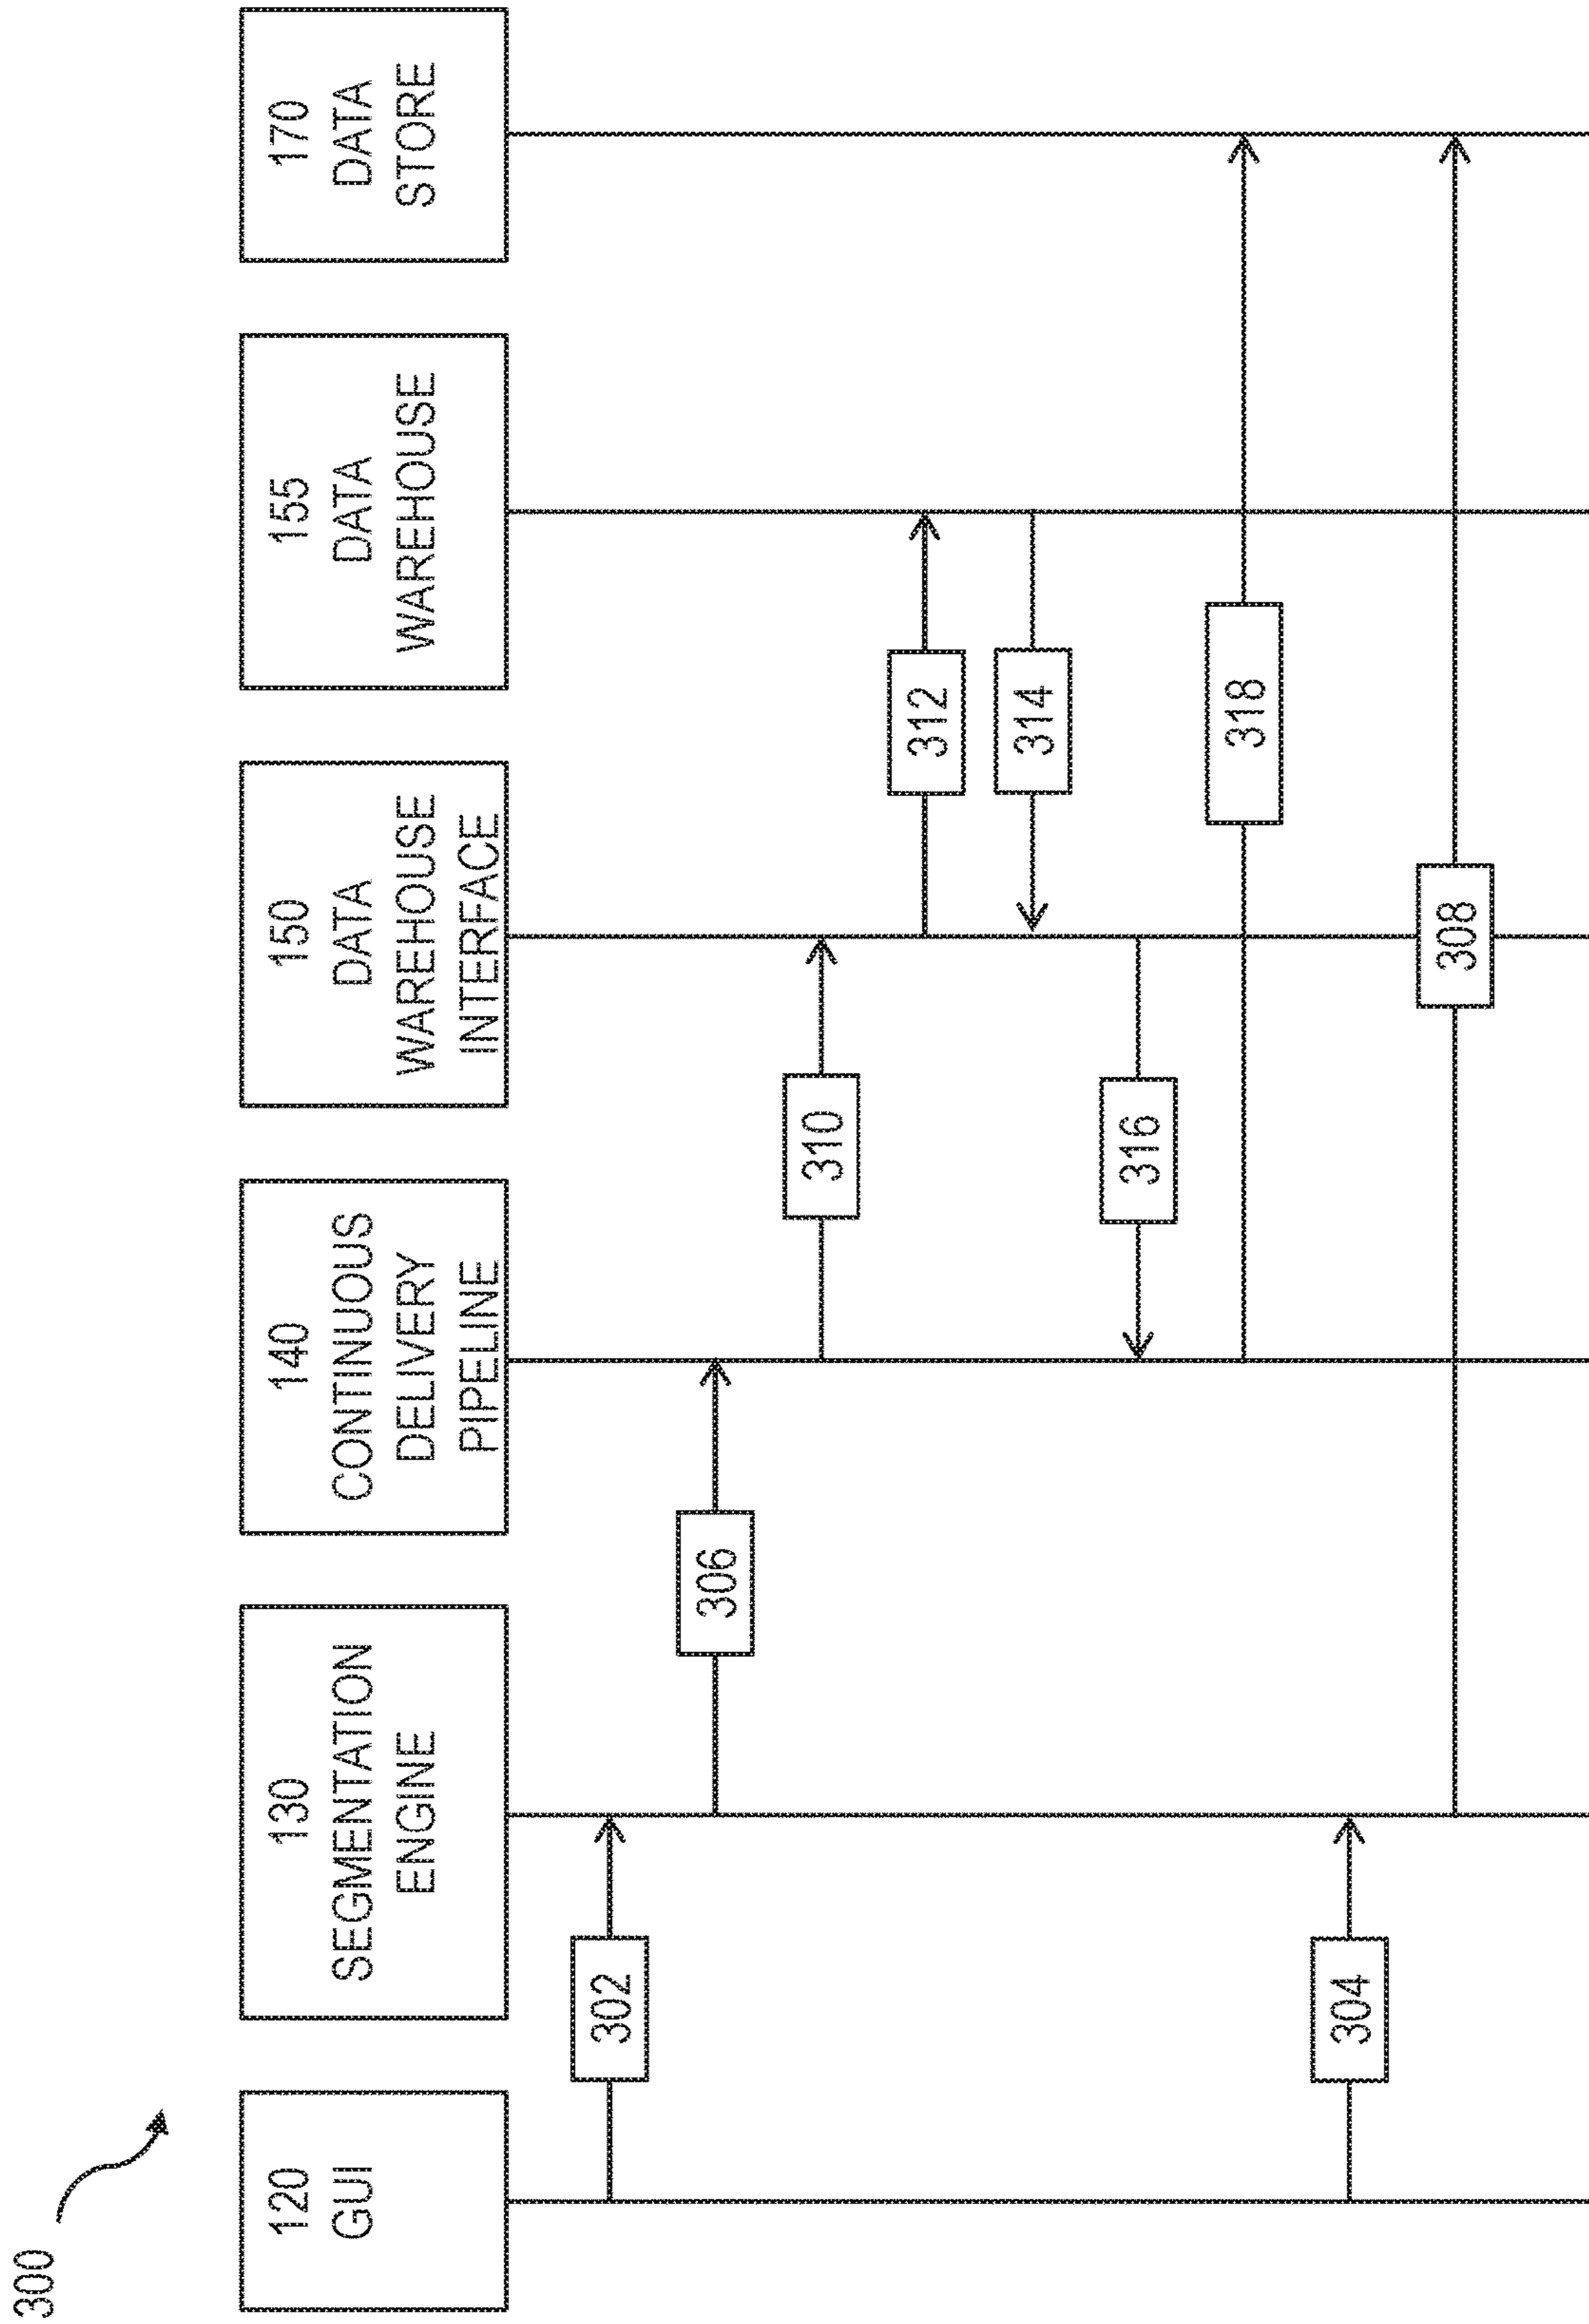 300
120
GUI
130
SEGMENTATION
ENGINE
140
CONTINUOUS
DELIVERY
PIPELINE
150
DATA
WAREHOUSE
INTERFACE
155
DATA
WAREHOUSE
170
DATA
STORE
302
306
310
312
314
316
318
304
308